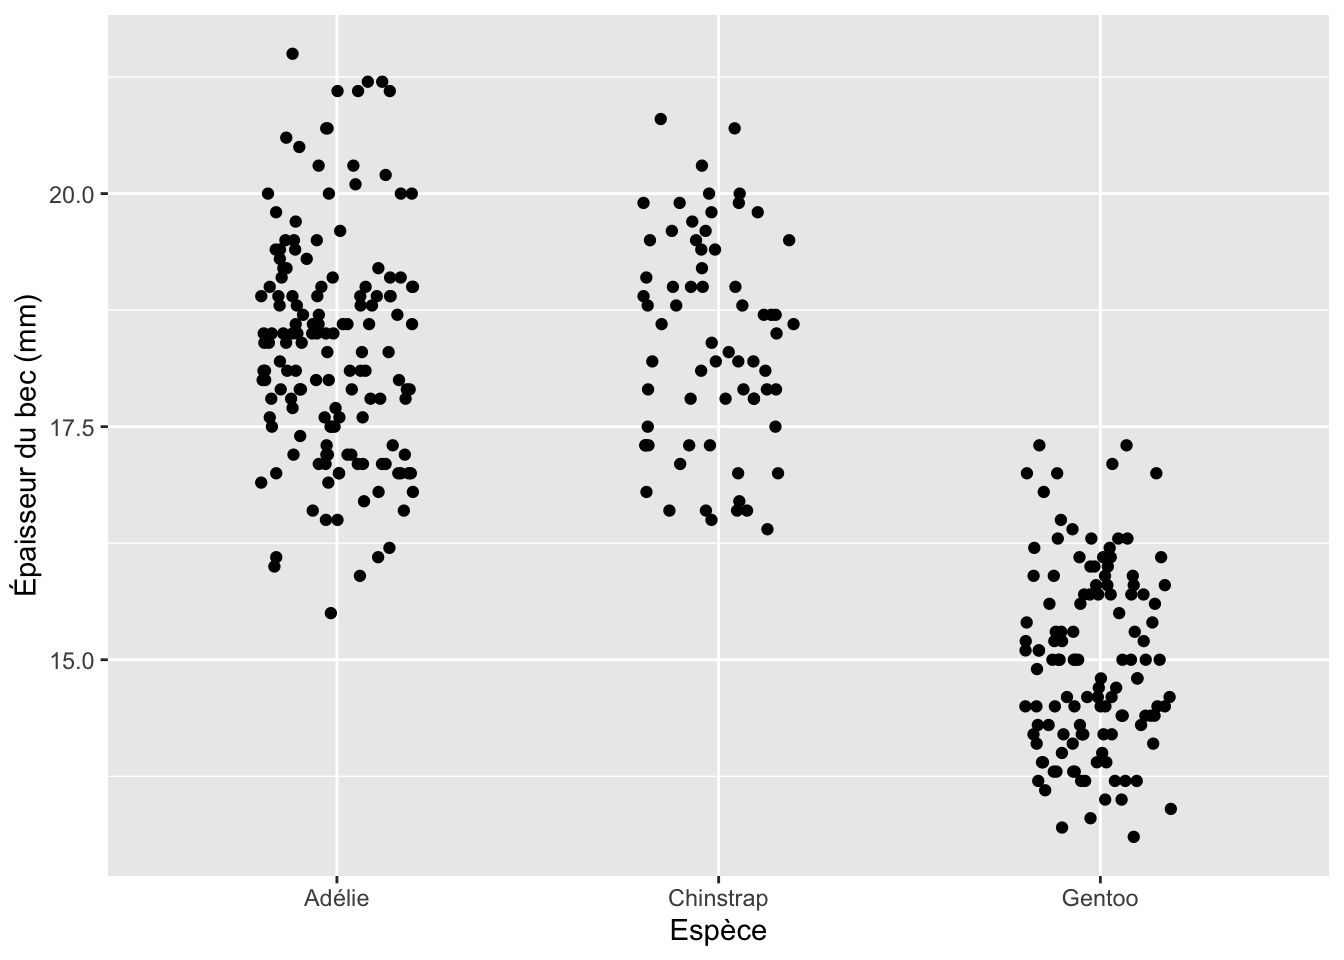 Épaisseur du bec (mm)
20.0
17.5
15.0
Adélie
Chinstrap
Gentoo
Espèce